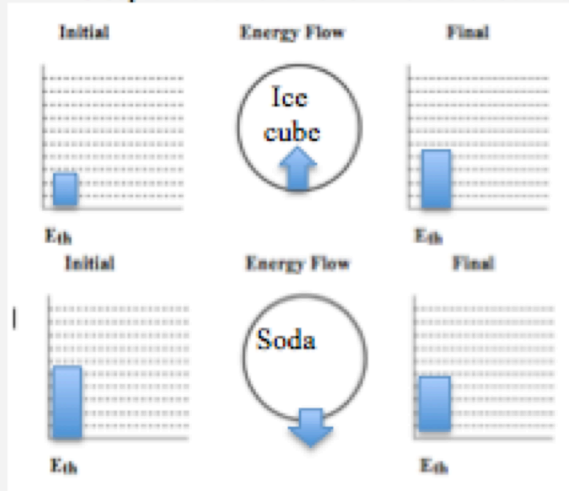 Initial Energy Flow Final
Ice
cube
Eth Eth
Initial Energy Flow Final
Soda
Eth Eth